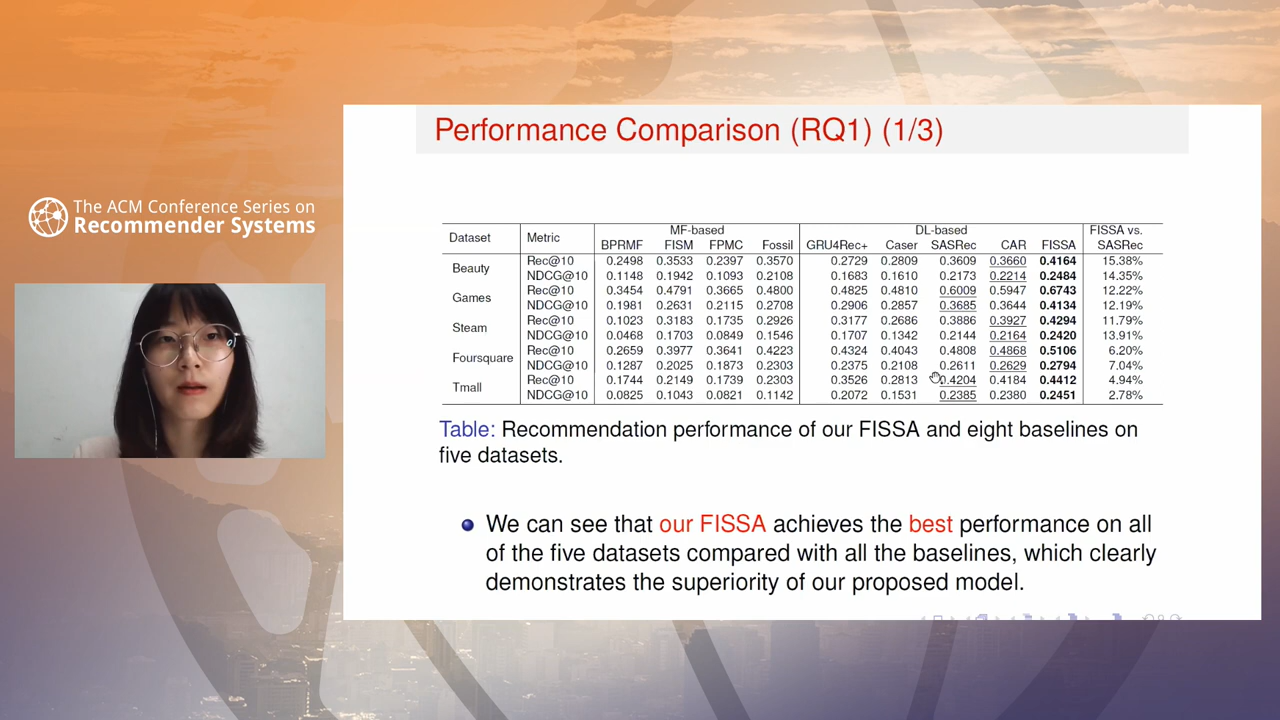 Performance Comparison (RQ1) (1/3)
The ACM Conference Series on
Recommender Systems
Dataset Metric MF-based DL-based FISSA vs. SASRec
BPRMF FISM FPMC Fossil GRU4Rec+ Caser SASRec CAR FISSA
Beauty Rec@10 0.2498 0.3533 0.2397 0.3570 0.2729 0.2809 0.3609 0.3660 0.4164 15.38%
NDCG@10 0.1148 0.1942 0.1093 0.2108 0.1683 0.1610 0.2173 0.2214 0.2484 14.35%
Games Rec@10 0.3454 0.4791 0.3665 0.4800 0.4825 0.4810 0.6009 0.5947 0.6743 12.22%
NDCG@10 0.1981 0.2631 0.2115 0.2708 0.2906 0.2857 0.3685 0.3644 0.4134 12.19%
Steam Rec@10 0.1023 0.3183 0.1735 0.2926 0.3177 0.2686 0.3886 0.3927 0.4294 11.79%
NDCG@10 0.0468 0.1703 0.0849 0.1546 0.1707 0.1342 0.2144 0.2164 0.2420 13.91%
Foursquare Rec@10 0.2659 0.3977 0.3641 0.4223 0.4324 0.4043 0.4808 0.4868 0.5106 6.20%
NDCG@10 0.1287 0.2025 0.1873 0.2303 0.2375 0.2108 0.2611 0.2629 0.2794 7.04%
Tmall Rec@10 0.1744 0.2149 0.1739 0.2303 0.3526 0.2813 0.4204 0.4184 0.4412 4.94%
NDCG@10 0.0825 0.1043 0.0821 0.1142 0.2072 0.1531 0.2385 0.2380 0.2451 2.78%
Table: Recommendation performance of our FISSA and eight baselines on
five datasets.
We can see that our FISSA achieves the best performance on all
of the five datasets compared with all the baselines, which clearly
demonstrates the superiority of our proposed model.